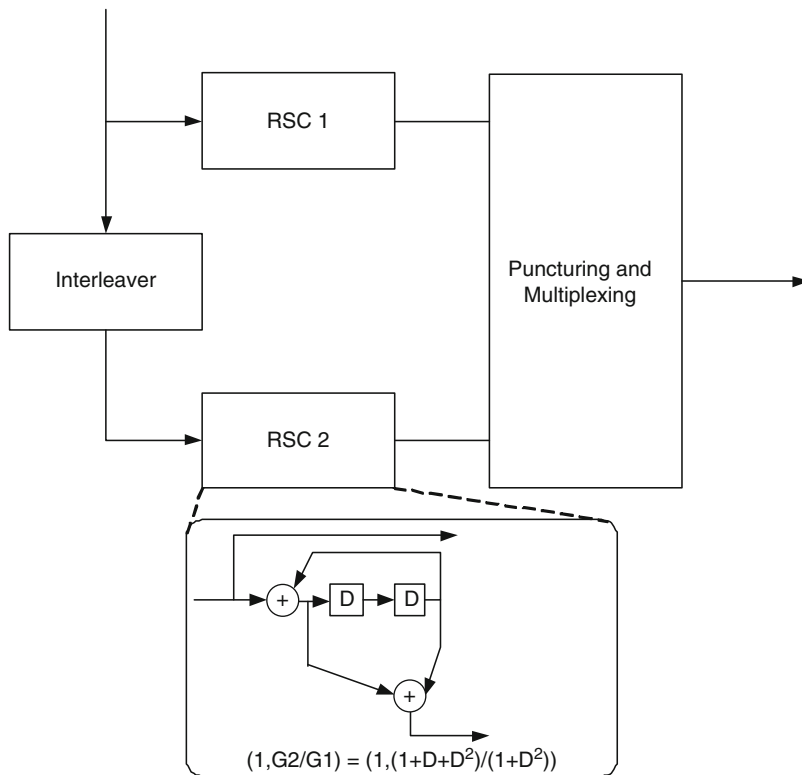 RSC 1
Interleaver
Puncturing and
Multiplexing
RSC 2
+
D
D
+
(1,G2/G1) = (1,(1+D+D²)/(1+D²))